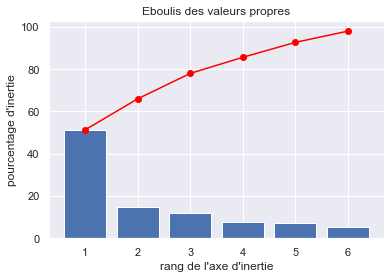 Eboulis des valeurs propres
pourcentage d'inertie
100
80
60
40
20
0
1 2 3 4 5 6
rang de l'axe d'inertie